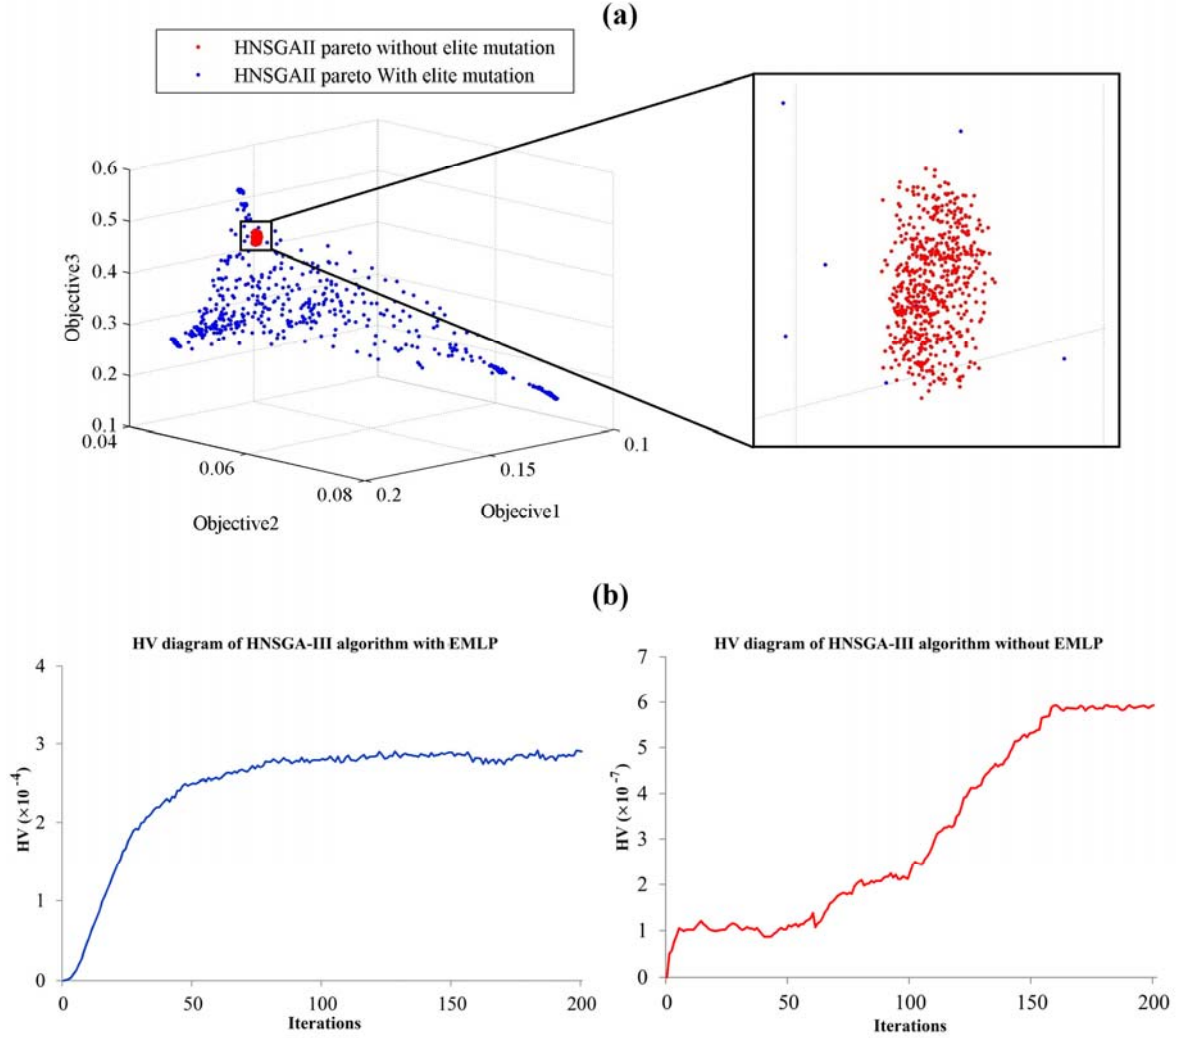 (a)
HNSGAII pareto without elite mutation
HNSGAII pareto With elite mutation
0.6
0.5
0.4
0.3
0.2
0.1
Objective3
0.04
0.06
0.08
Objective2
0.2
0.15
0.1
Objecive1
(b)
HV diagram of HNSGA-III algorithm with EMLP
4
3
2
1
0
HV (×10⁻⁴)
0 50 100 150 200
Iterations
HV diagram of HNSGA-III algorithm without EMLP
7
6
5
4
3
2
1
0
HV (×10⁻⁷)
0 50 100 150 200
Iterations